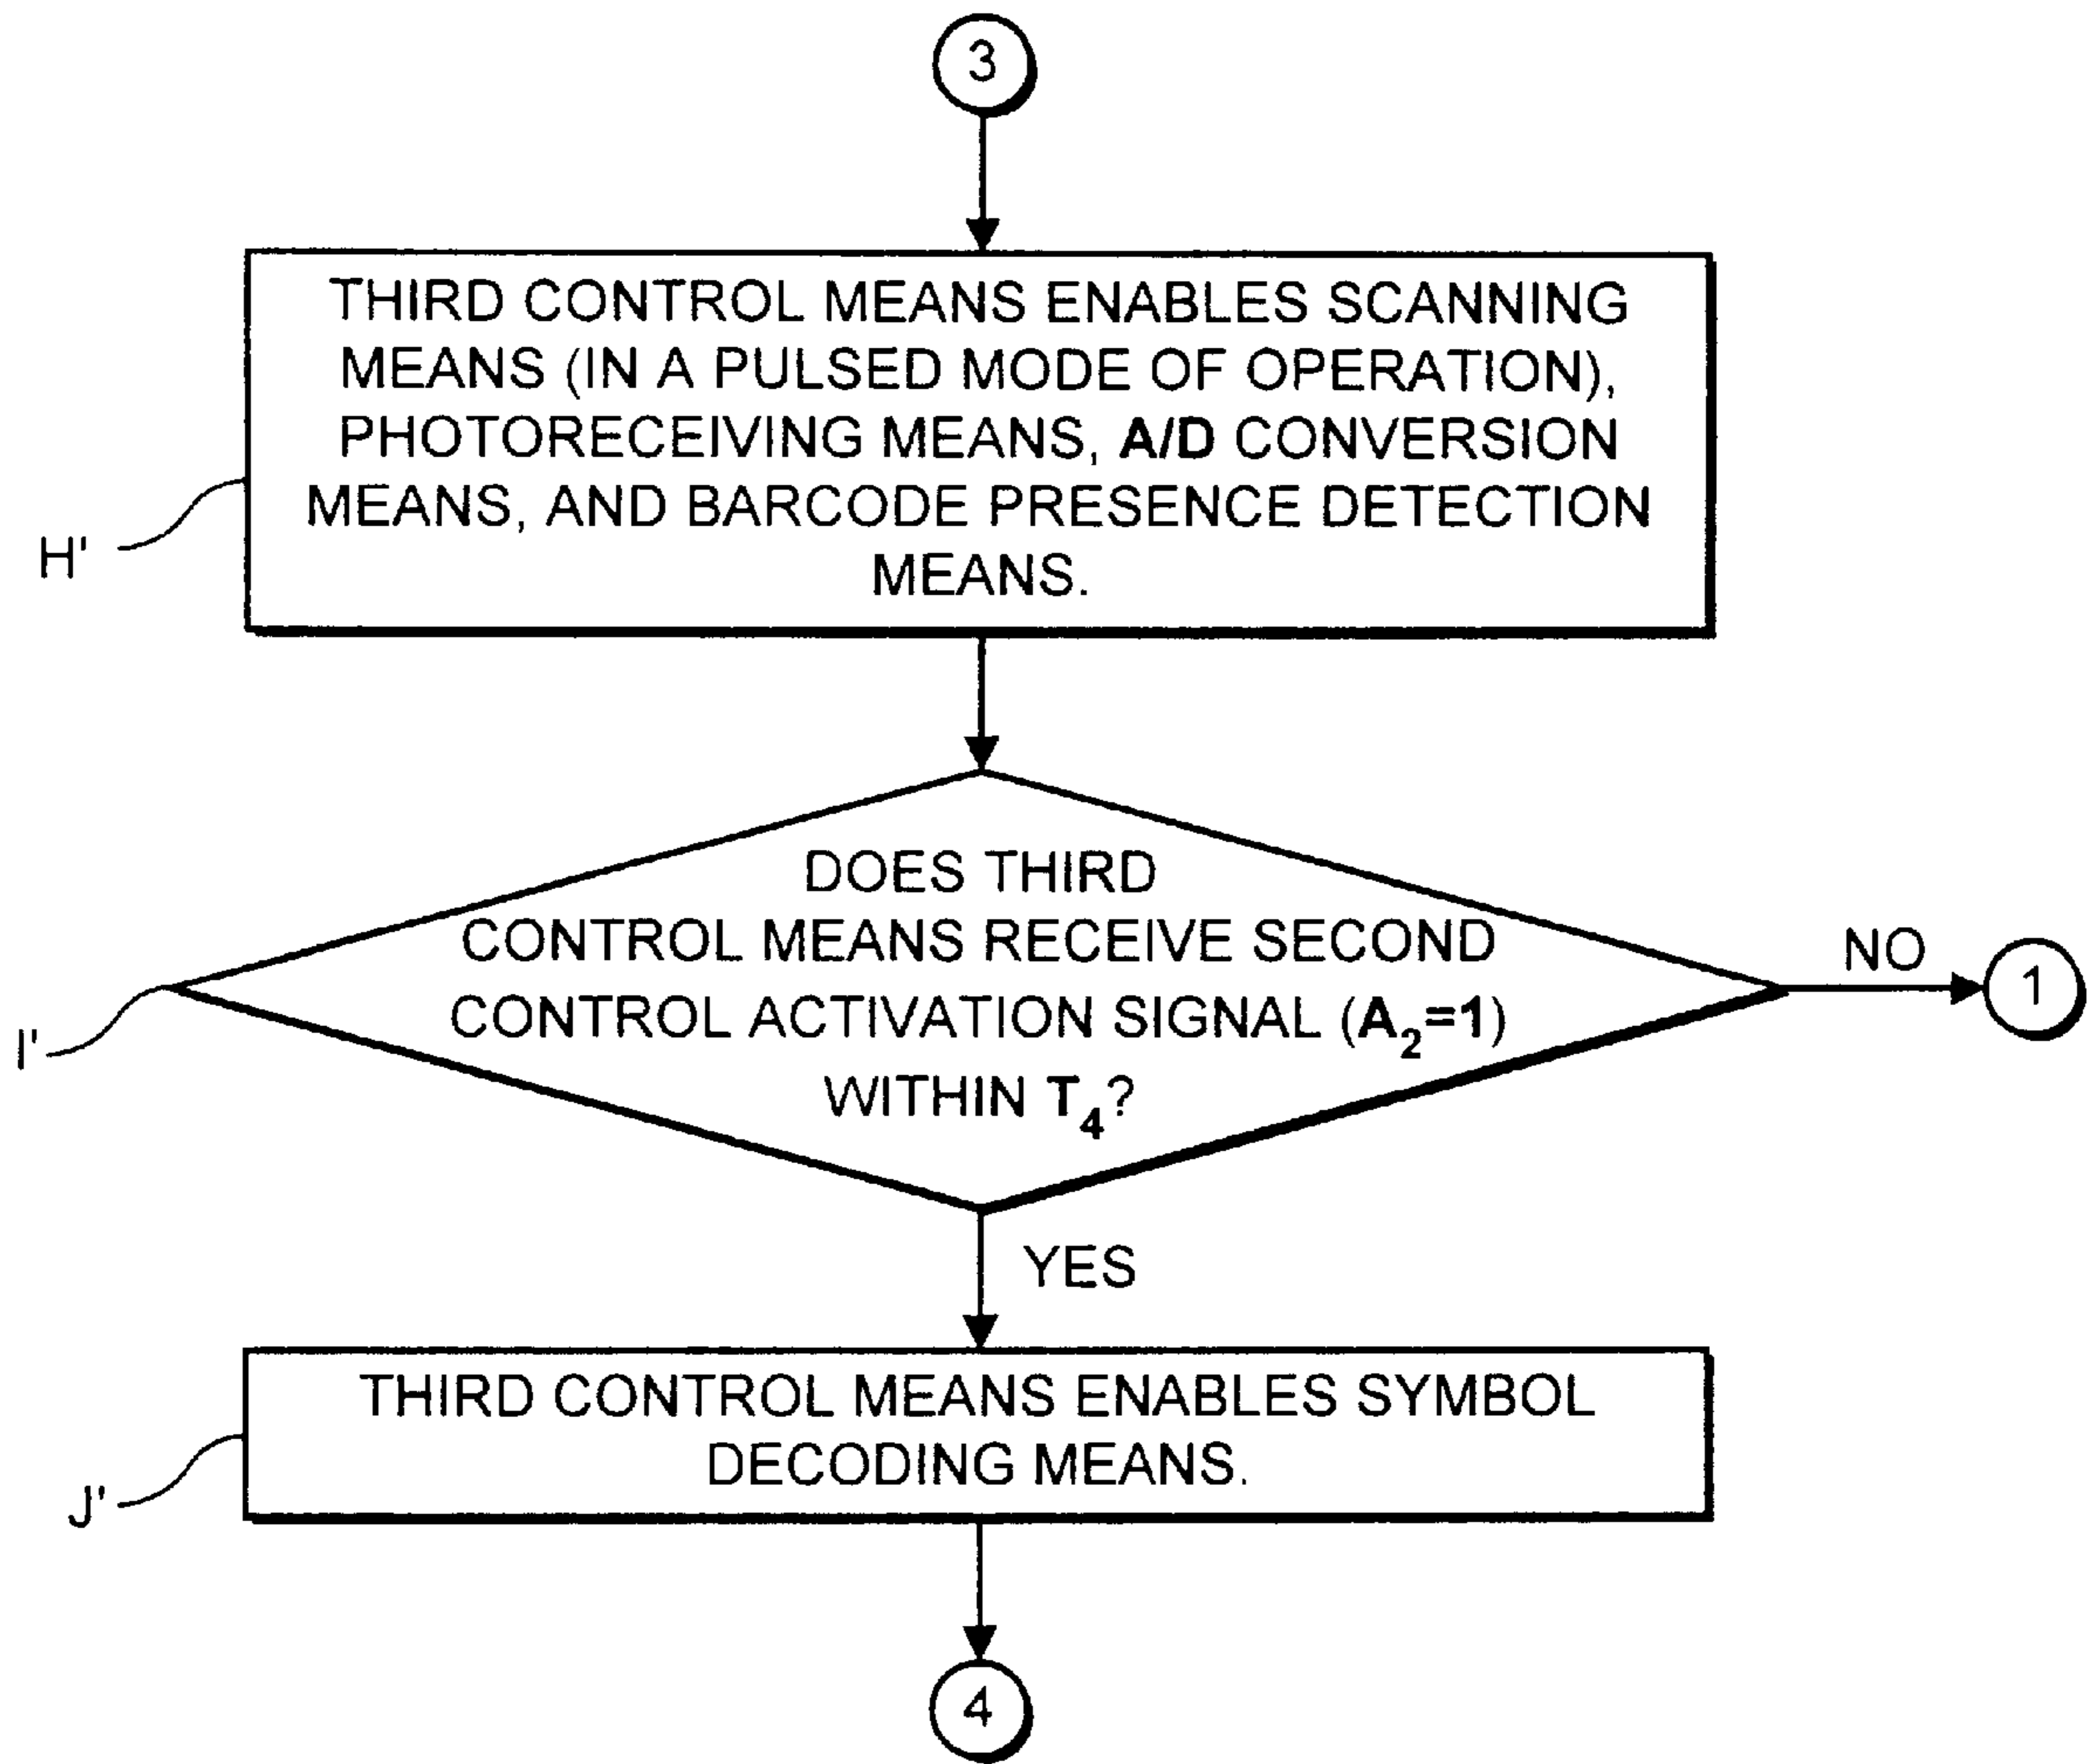 3
THIRD CONTROL MEANS ENABLES SCANNING
MEANS (IN A PULSED MODE OF OPERATION),
PHOTORECEIVING MEANS, A/D CONVERSION
MEANS, AND BARCODE PRESENCE DETECTION
MEANS.
H'
DOES THIRD
CONTROL MEANS RECEIVE SECOND
CONTROL ACTIVATION SIGNAL (A₂=1)
WITHIN T₄?
I'
NO
1
YES
THIRD CONTROL MEANS ENABLES SYMBOL
DECODING MEANS.
J'
4